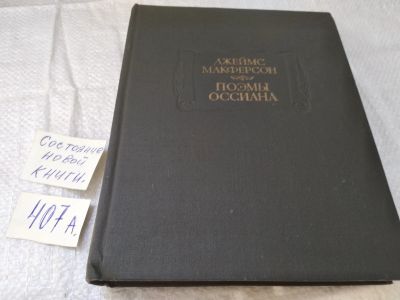 ДЖЕЙМС
МАКФЕРСОН
ПОЭМЫ
ОССИАНА
Состояние
новой
книги.
407А.